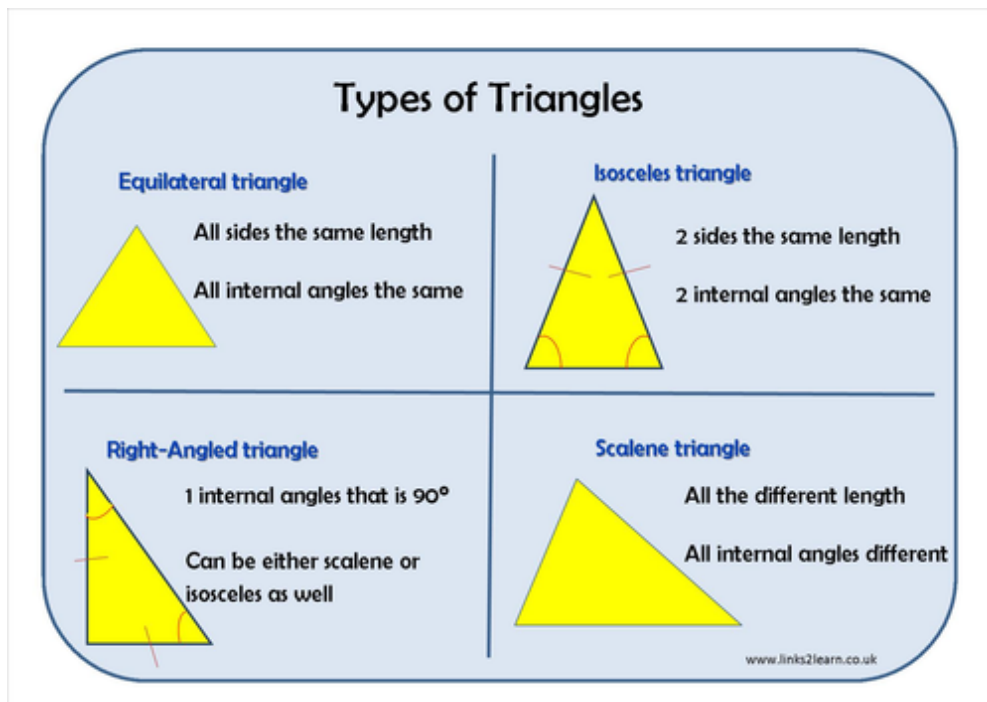 Types of Triangles
Equilateral triangle
All sides the same length
All internal angles the same
Isosceles triangle
2 sides the same length
2 internal angles the same
Right-Angled triangle
1 internal angles that is 90°
Can be either scalene or
isosceles as well
Scalene triangle
All the different length
All internal angles different
www.links2learn.co.uk